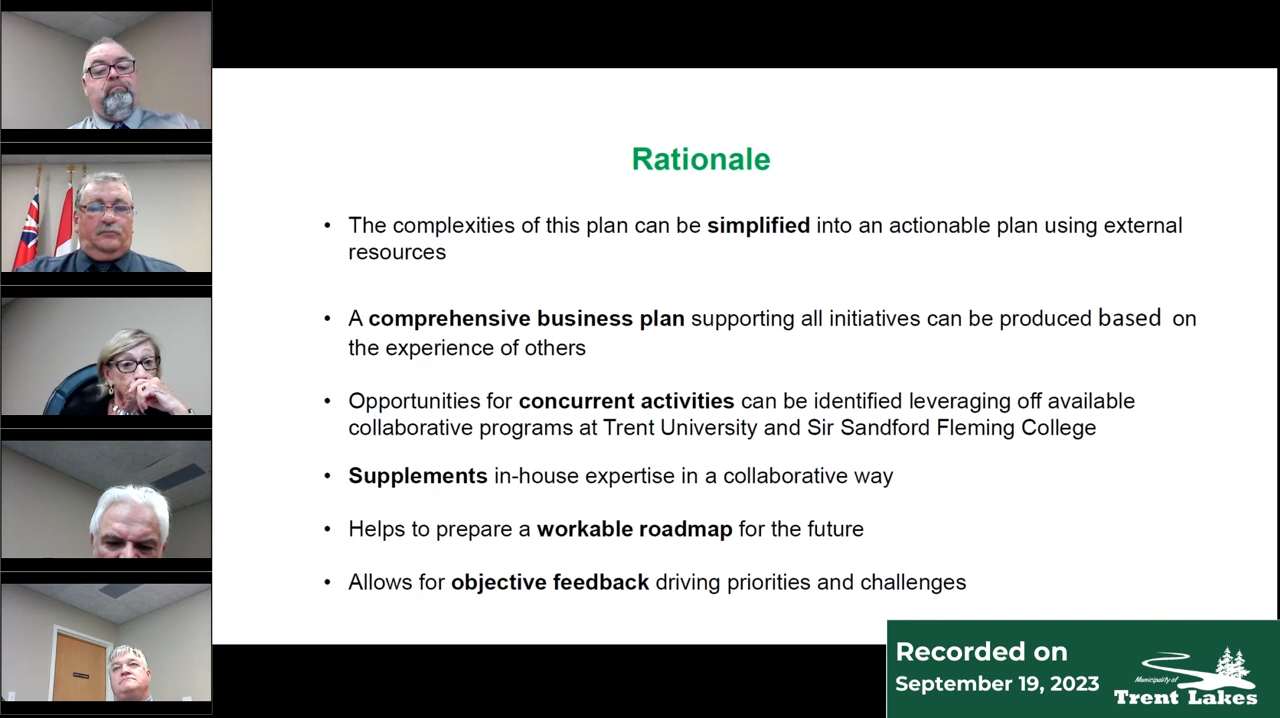 Rationale
• The complexities of this plan can be simplified into an actionable plan using external
resources
• A comprehensive business plan supporting all initiatives can be produced based on
the experience of others
• Opportunities for concurrent activities can be identified leveraging off available
collaborative programs at Trent University and Sir Sandford Fleming College
• Supplements in-house expertise in a collaborative way
• Helps to prepare a workable roadmap for the future
• Allows for objective feedback driving priorities and challenges
Recorded on
September 19, 2023
Municipality of
Trent Lakes